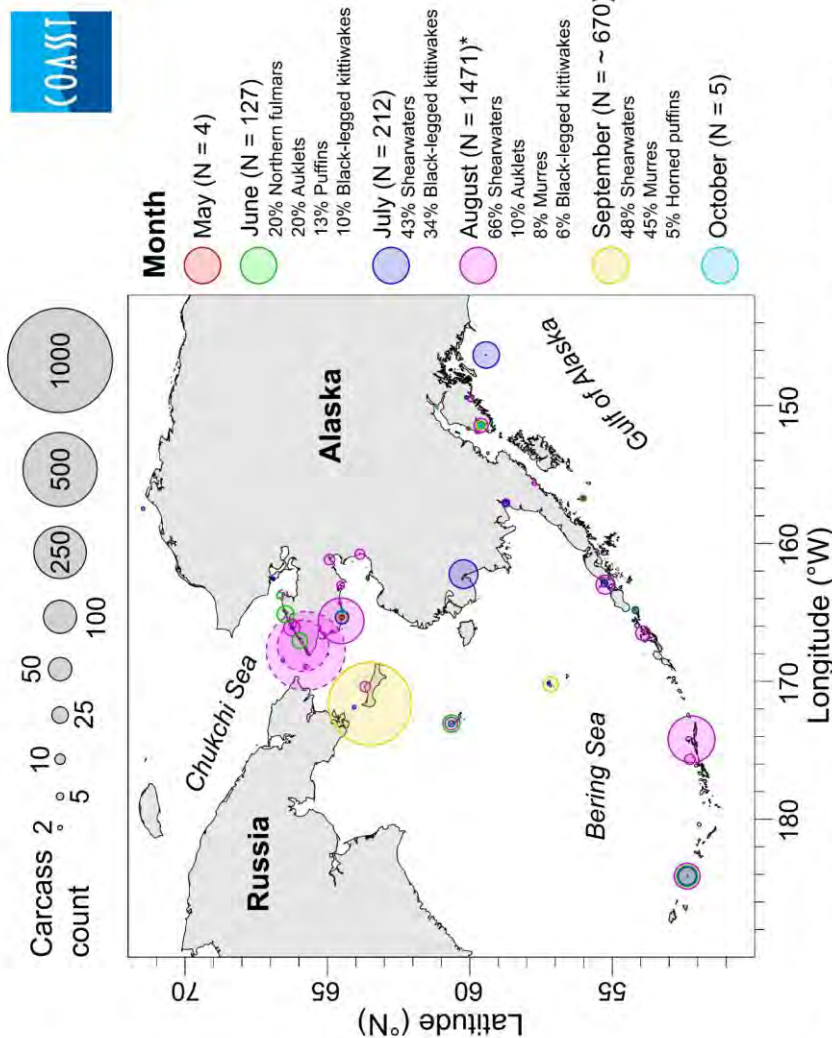 COASST
Carcass count
2
5
10
25
50
100
250
500
1000
Month
May (N = 4)
June (N = 127)
20% Northern fulmars
20% Auklets
13% Puffins
10% Black-legged kittiwakes
July (N = 212)
43% Shearwaters
34% Black-legged kittiwakes
August (N = 1471)*
66% Shearwaters
10% Auklets
8% Murres
6% Black-legged kittiwakes
September (N = ~ 670)
48% Shearwaters
45% Murres
5% Horned puffins
October (N = 5)
Chukchi Sea
Russia
Alaska
Bering Sea
Gulf of Alaska
Latitude (°N)
70
65
60
55
180
170
160
150
Longitude (°W)